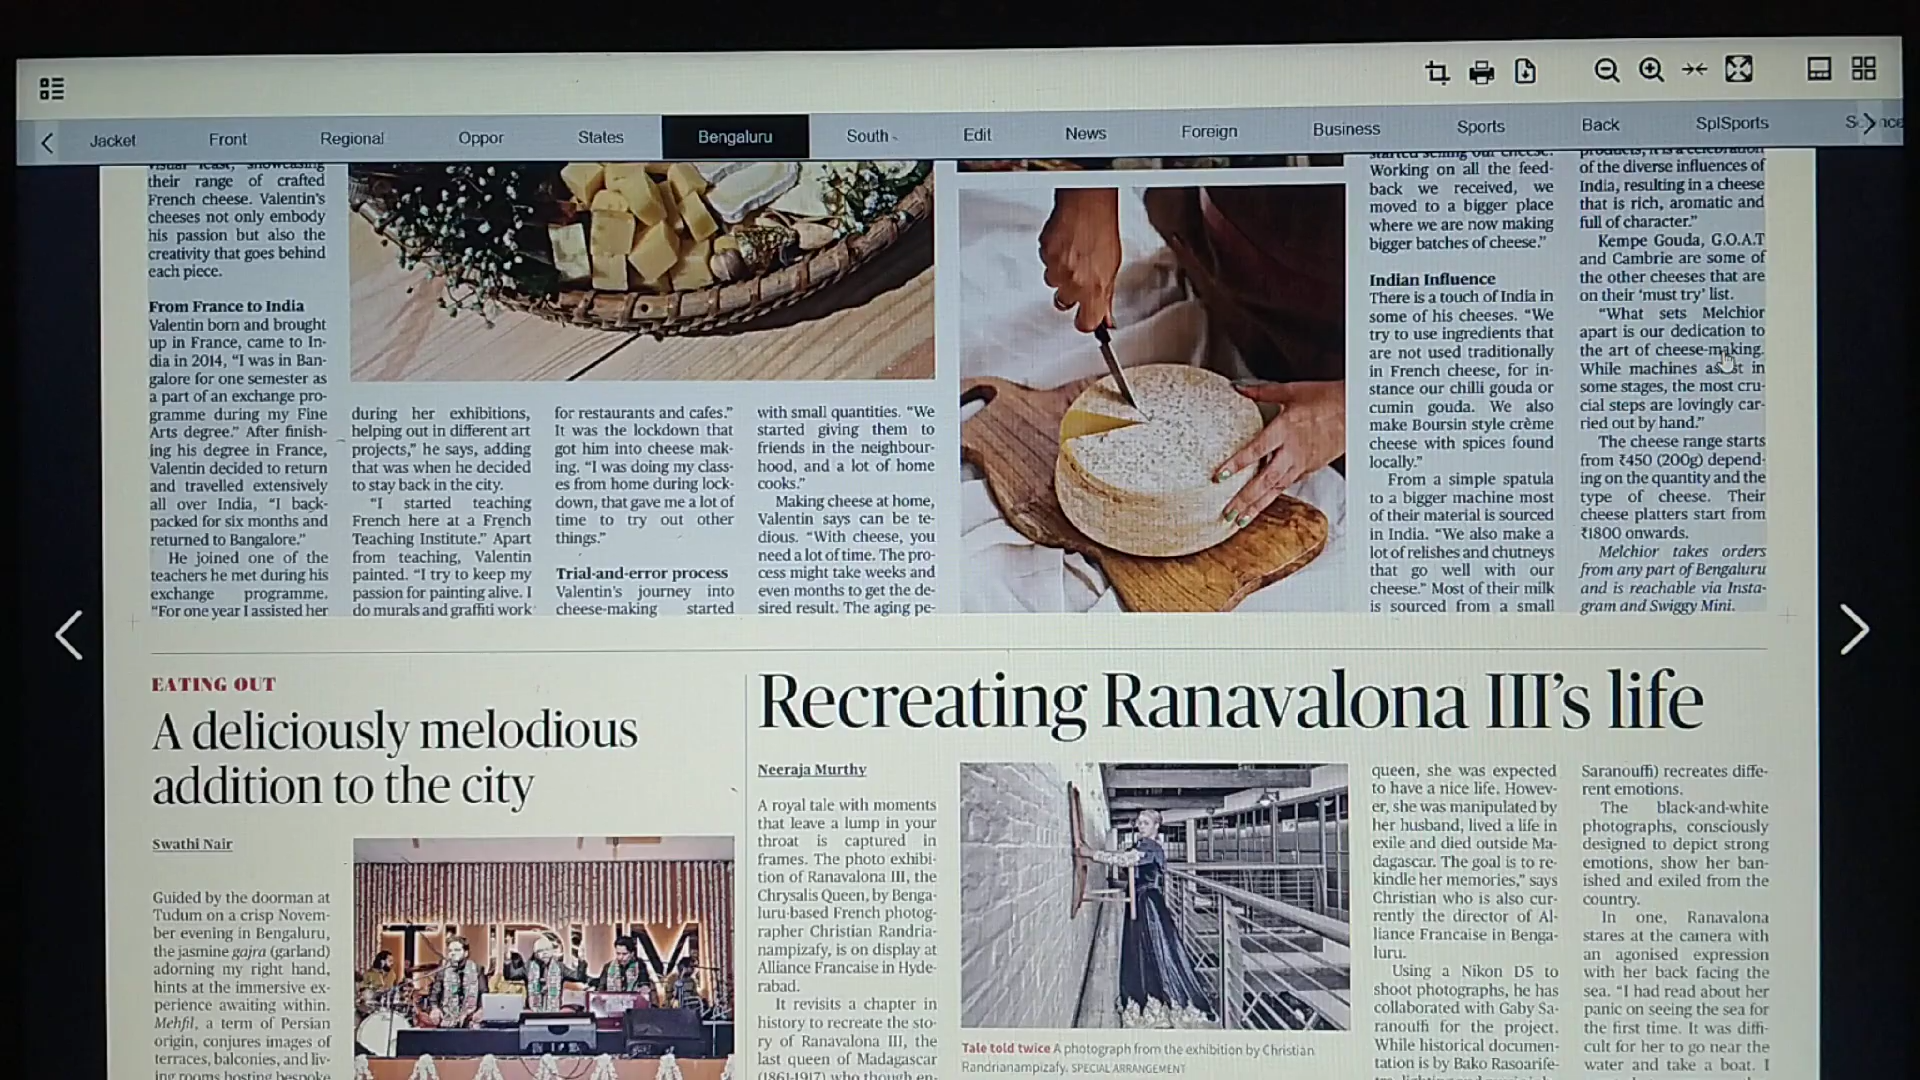 Jacket
Front
Regional
Oppor
States
Bengaluru
South
Edit
News
Foreign
Business
Sports
Back
SplSports
visual feast, showcasing
their range of crafted
French cheese. Valentin's
cheeses not only embody
his passion but also the
creativity that goes behind
each piece.
From France to India
Valentin born and brought
up in France, came to In-
dia in 2014, “I was in Ban-
galore for one semester as
a part of an exchange pro-
gramme during my Fine
Arts degree.” After finish-
ing his degree in France,
Valentin decided to return
and travelled extensively
all over India, “I back-
packed for six months and
returned to Bangalore.”
He joined one of the
teachers he met during his
exchange programme.
“For one year I assisted her
during her exhibitions,
helping out in different art
projects,” he says, adding
that was when he decided
to stay back in the city.
“I started teaching
French here at a French
Teaching Institute.” Apart
from teaching, Valentin
painted. “I try to keep my
passion for painting alive. I
do murals and graffiti work
for restaurants and cafes.”
It was the lockdown that
got him into cheese mak-
ing. “I was doing my class-
es from home during lock-
down, that gave me a lot of
time to try out other
things.”
Trial-and-error process
Valentin's journey into
cheese-making started
with small quantities. “We
started giving them to
friends in the neighbour-
hood, and a lot of home
cooks.”
Making cheese at home,
Valentin says can be te-
dious. “With cheese, you
need a lot of time. The pro-
cess might take weeks and
even months to get the de-
sired result. The aging pe-
started selling our cheese.
Working on all the feed-
back we received, we
moved to a bigger place
where we are now making
bigger batches of cheese.”
Indian Influence
There is a touch of India in
some of his cheeses. “We
try to use ingredients that
are not used traditionally
in French cheese, for in-
stance our chilli gouda or
cumin gouda. We also
make Boursin style crème
cheese with spices found
locally.”
From a simple spatula
to a bigger machine most
of their material is sourced
in India. “We also make a
lot of relishes and chutneys
that go well with our
cheese.” Most of their milk
is sourced from a small
products, it is a celebration
of the diverse influences of
India, resulting in a cheese
that is rich, aromatic and
full of character.”
Kempe Gouda, G.O.A.T
and Cambrie are some of
the other cheeses that are
on their ‘must try’ list.
“What sets Melchior
apart is our dedication to
the art of cheese-making.
While machines assist in
some stages, the most cru-
cial steps are lovingly car-
ried out by hand.”
The cheese range starts
from ₹450 (200g) depend-
ing on the quantity and the
type of cheese. Their
cheese platters start from
₹1800 onwards.
Melchior takes orders
from any part of Bengaluru
and is reachable via Insta-
gram and Swiggy Mini.
EATING OUT
A deliciously melodious
addition to the city
Swathi Nair
Guided by the doorman at
Tudum on a crisp Novem-
ber evening in Bengaluru,
the jasmine gajra (garland)
adorning my right hand,
hints at the immersive ex-
perience awaiting within.
Mehfil, a term of Persian
origin, conjures images of
terraces, balconies, and liv-
ing rooms hosting bespoke
TUDUM
Recreating Ranavalona III's life
Neeraja Murthy
A royal tale with moments
that leave a lump in your
throat is captured in
frames. The photo exhibi-
tion of Ranavalona III, the
Chrysalis Queen, by Benga-
luru-based French photog-
rapher Christian Randria-
nampizafy, is on display at
Alliance Francaise in Hyde-
rabad.
It revisits a chapter in
history to recreate the sto-
ry of Ranavalona III, the
last queen of Madagascar
(1861-1917) who though en-
Tale told twice A photograph from the exhibition by Christian
Randrianampizafy. SPECIAL ARRANGEMENT
queen, she was expected
to have a nice life. Howev-
er, she was manipulated by
her husband, lived a life in
exile and died outside Ma-
dagascar. The goal is to re-
kindle her memories,” says
Christian who is also cur-
rently the director of Al-
liance Francaise in Benga-
luru.
Using a Nikon D5 to
shoot photographs, he has
collaborated with Gaby Sa-
ranouffi for the project.
While historical documen-
tation is by Bako Rasoarife-
Saranouffi) recreates diffe-
rent emotions.
The black-and-white
photographs, consciously
designed to depict strong
emotions, show her ban-
ished and exiled from the
country.
In one, Ranavalona
stares at the camera with
an agonised expression
with her back facing the
sea. “I had read about her
panic on seeing the sea for
the first time. It was diffi-
cult for her to go near the
water and take a boat. I